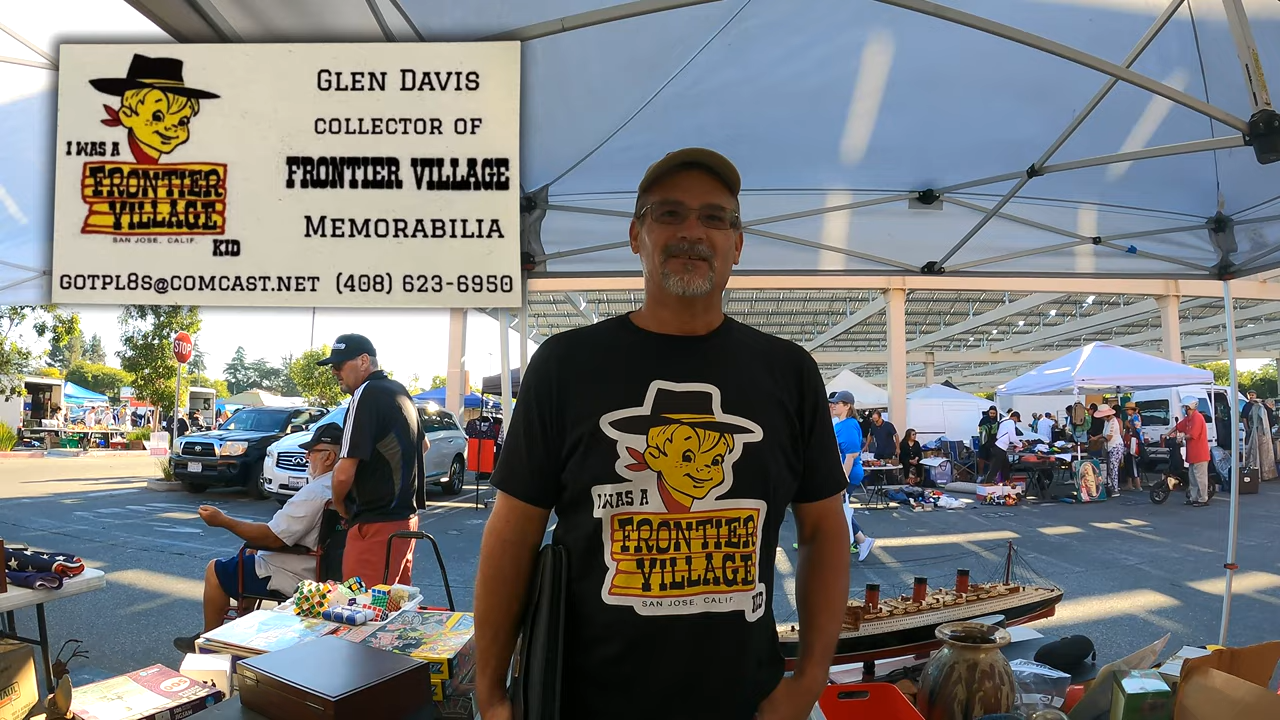 GLEN DAVIS
COLLECTOR OF
FRONTIER VILLAGE
MEMORABILIA
I WAS A
FRONTIER
VILLAGE
SAN JOSE, CALIF.
KID
GOTPL8S@COMCAST.NET (408) 623-6950
STOP
I WAS A
FRONTIER
VILLAGE
SAN JOSE, CALIF.
KID
500